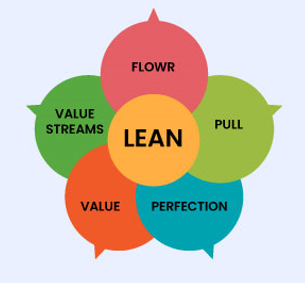 FLOWR
VALUE
STREAMS
LEAN
PULL
VALUE
PERFECTION